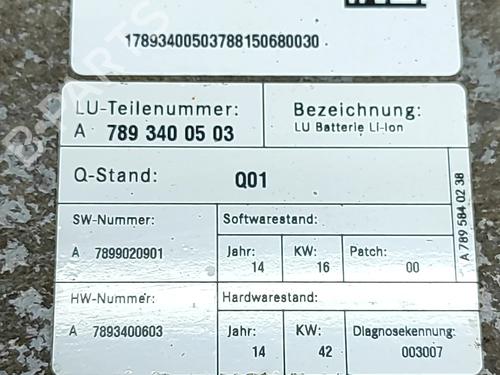 17893400503788150680030
LU-Teilenummer:
A 789 340 05 03
Bezeichnung:
LU Batterie Li-Ion
Q-Stand: Q01
SW-Nummer:
A 7899020901
Softwarestand:
Jahr: 14
KW: 16
Patch: 00
HW-Nummer:
A 7893400603
Hardwarestand:
Jahr: 14
KW: 42
Diagnosekennung: 003007
A 789 584 02 38
B-PARTS